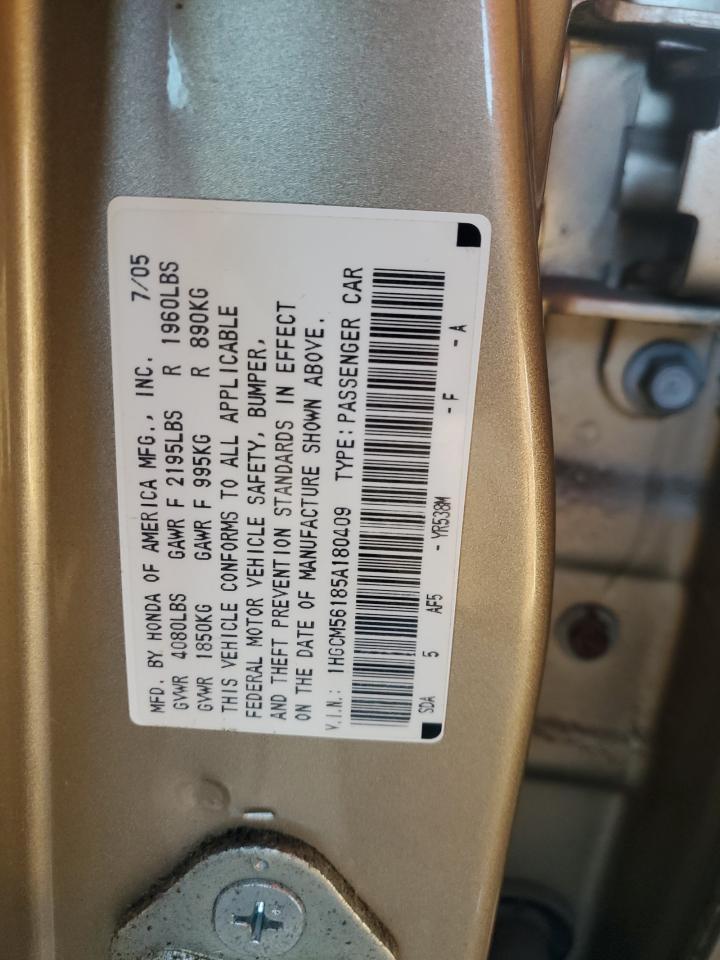 MFD. BY HONDA OF AMERICA MFG., INC. 7/05
GVWR 4080LBS GAWR F 2195LBS R 1960LBS
GVWR 1850KG GAWR F 995KG R 890KG
THIS VEHICLE CONFORMS TO ALL APPLICABLE
FEDERAL MOTOR VEHICLE SAFETY, BUMPER,
AND THEFT PREVENTION STANDARDS IN EFFECT
ON THE DATE OF MANUFACTURE SHOWN ABOVE.
V.I.N.: 1HGCM56185A180409 TYPE: PASSENGER CAR
SDA 5 AF5 - YR538M - F - A